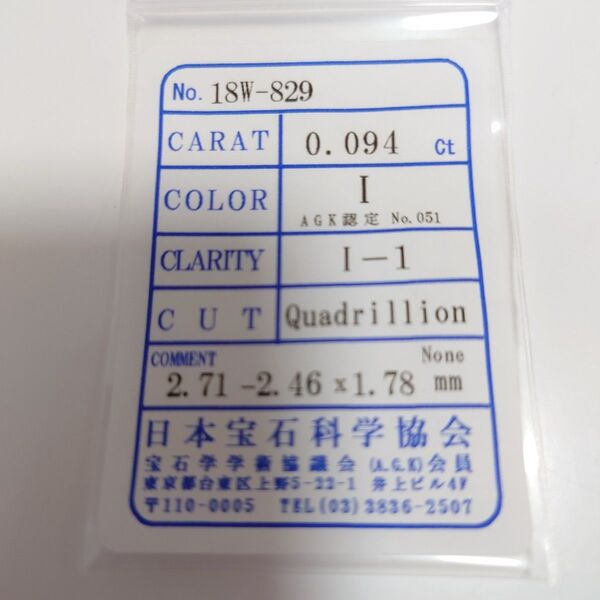 No. 18W-829
CARAT 0.094 Ct
COLOR I
AGK認定 No.051
CLARITY I-1
CUT Quadrillion
COMMENT None
2.71 -2.46 x1.78 mm
日本宝石科学協会
宝石学学術協議会 (A.G.K)会員
東京都台東区上野5-22-1 井上ビル4F
〒110-0005 TEL(03)3836-2507